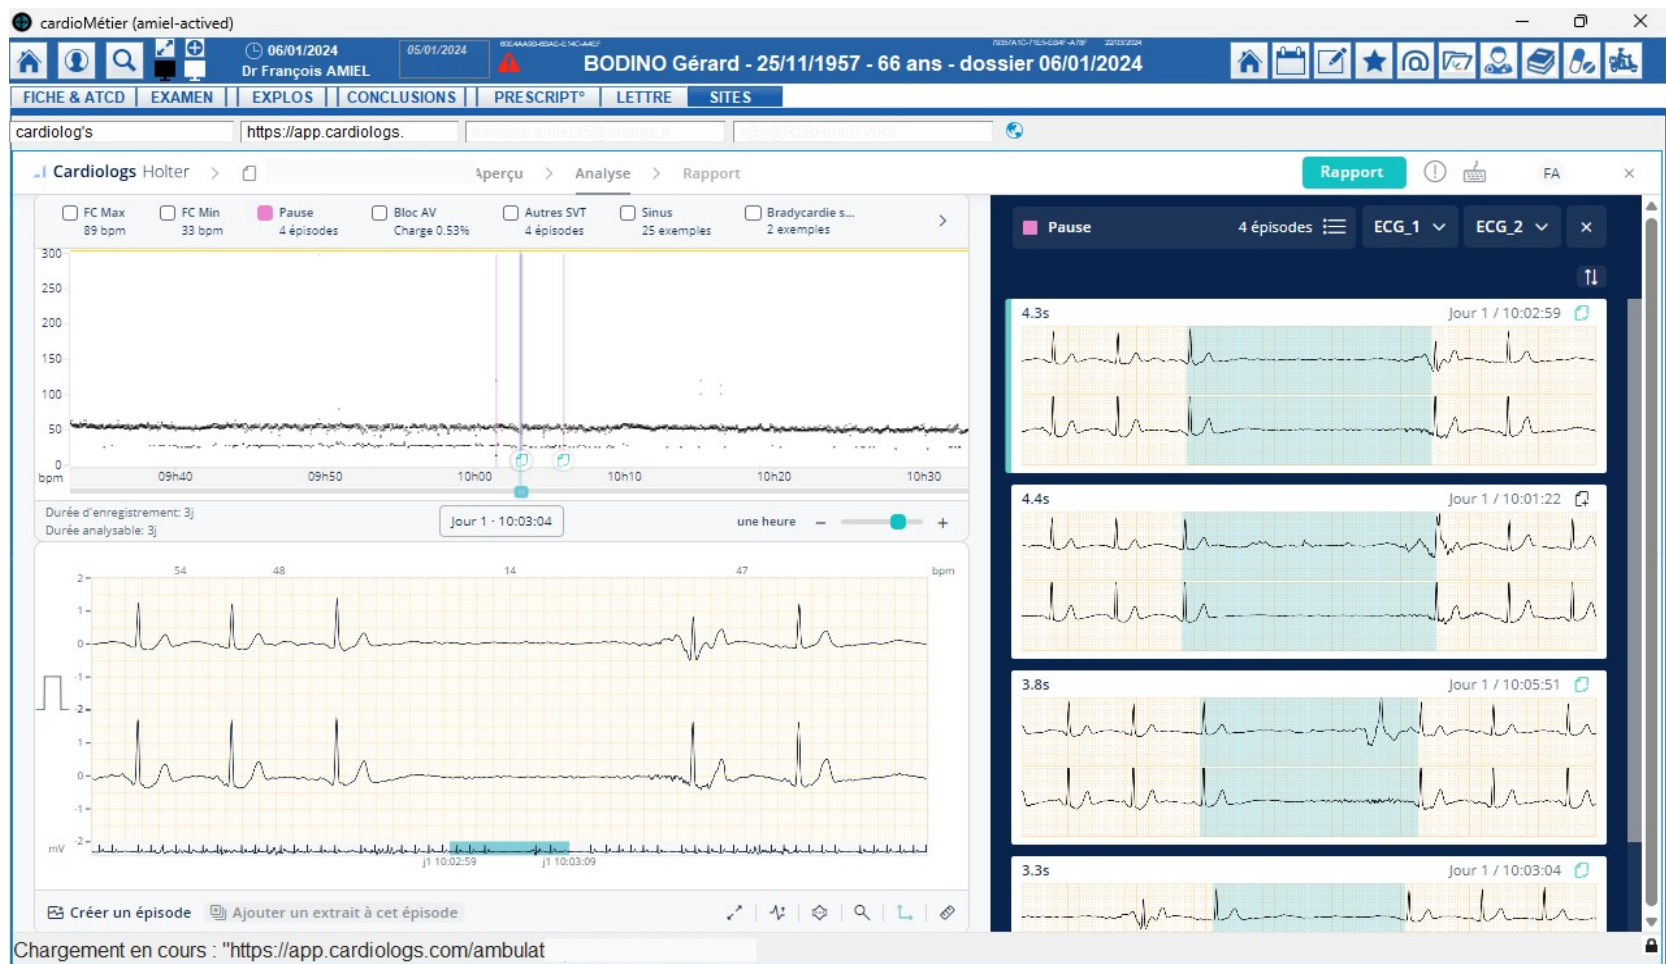 cardioMétier (amiel-actived)
06/01/2024
Dr François AMIEL
05/01/2024
22/03/2024
BODINO Gérard - 25/11/1957 - 66 ans - dossier 06/01/2024
FICHE & ATCD | EXAMEN | EXPLOS | CONCLUSIONS | PRESCRIPT° | LETTRE SITES
cardiolog's https://app.cardiologs.
Cardiologs Holter > Aperçu > Analyse > Rapport
Rapport FA ×
FC Max FC Min Pause Bloc AV Autres SVT Sinus Bradycardie s...
89 bpm 33 bpm 4 épisodes Charge 0.53% 4 épisodes 25 exemples 2 exemples
300
250
200
150
100
50
0
bpm 09h40 09h50 10h00 10h10 10h20 10h30
Durée d'enregistrement: 3j
Durée analysable: 3j
Jour 1 · 10:03:04
une heure − +
54 48 14 47 bpm
2
1
0
-1
-2
1
0
-1
-2
mV
j1 10:02:59 j1 10:03:09
Créer un épisode Ajouter un extrait à cet épisode
Pause 4 épisodes ECG_1 ECG_2 ×
4.3s Jour 1 / 10:02:59
4.4s Jour 1 / 10:01:22
3.8s Jour 1 / 10:05:51
3.3s Jour 1 / 10:03:04
Chargement en cours : "https://app.cardiologs.com/ambulat